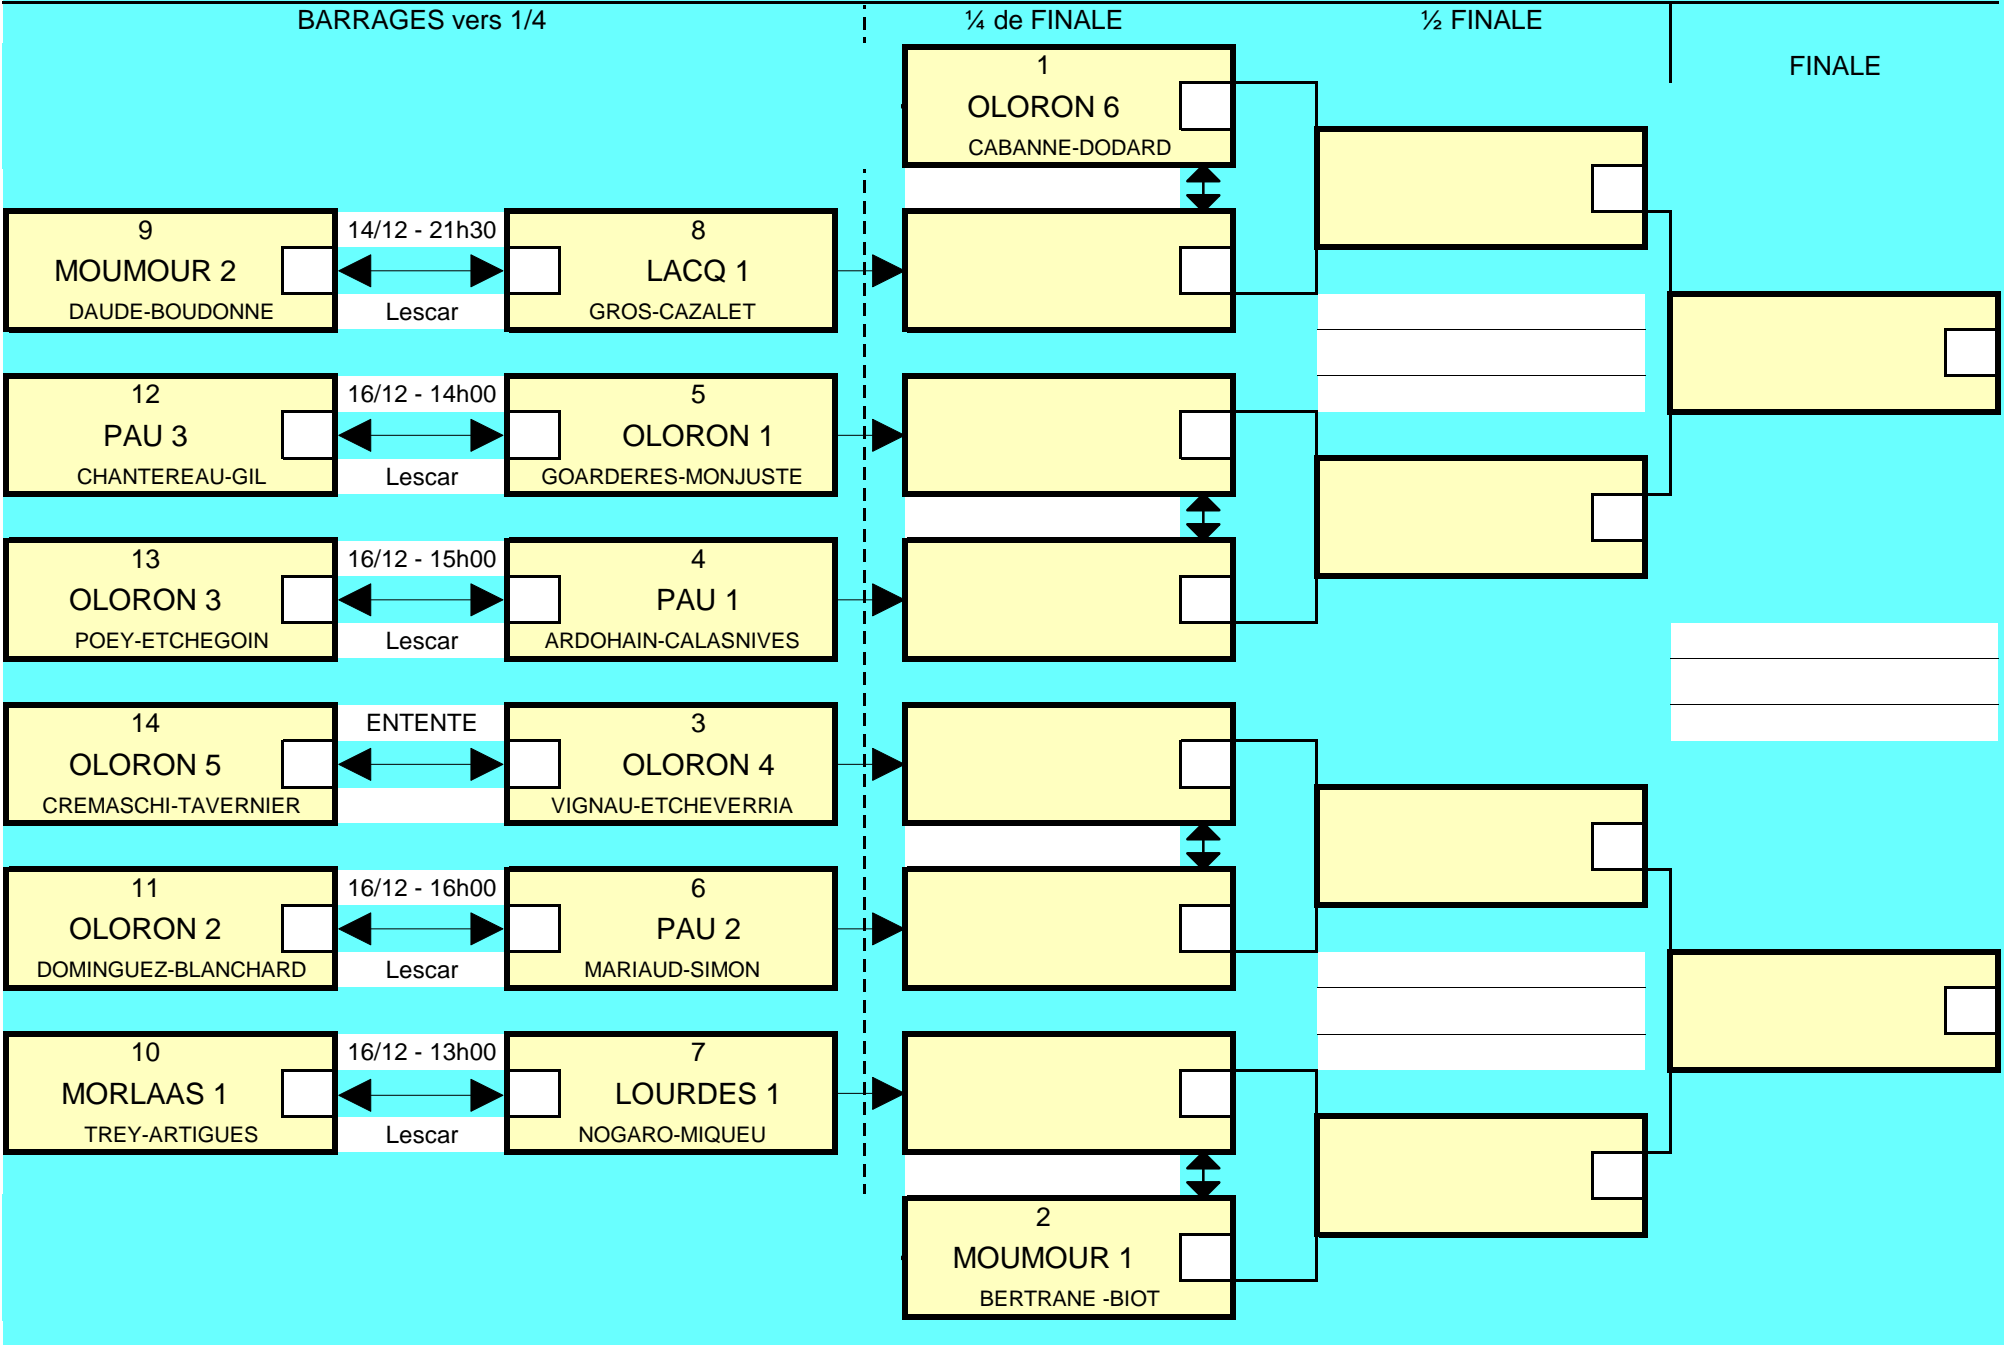 BARRAGES vers 1/4
¼ de FINALE
½ FINALE
FINALE
1
OLORON 6
CABANNE-DODARD
9
MOUMOUR 2
DAUDE-BOUDONNE
14/12 - 21h30
Lescar
8
LACQ 1
GROS-CAZALET
12
PAU 3
CHANTEREAU-GIL
16/12 - 14h00
Lescar
5
OLORON 1
GOARDERES-MONJUSTE
13
OLORON 3
POEY-ETCHEGOIN
16/12 - 15h00
Lescar
4
PAU 1
ARDOHAIN-CALASNIVES
14
OLORON 5
CREMASCHI-TAVERNIER
ENTENTE
3
OLORON 4
VIGNAU-ETCHEVERRIA
11
OLORON 2
DOMINGUEZ-BLANCHARD
16/12 - 16h00
Lescar
6
PAU 2
MARIAUD-SIMON
10
MORLAAS 1
TREY-ARTIGUES
16/12 - 13h00
Lescar
7
LOURDES 1
NOGARO-MIQUEU
2
MOUMOUR 1
BERTRANE -BIOT